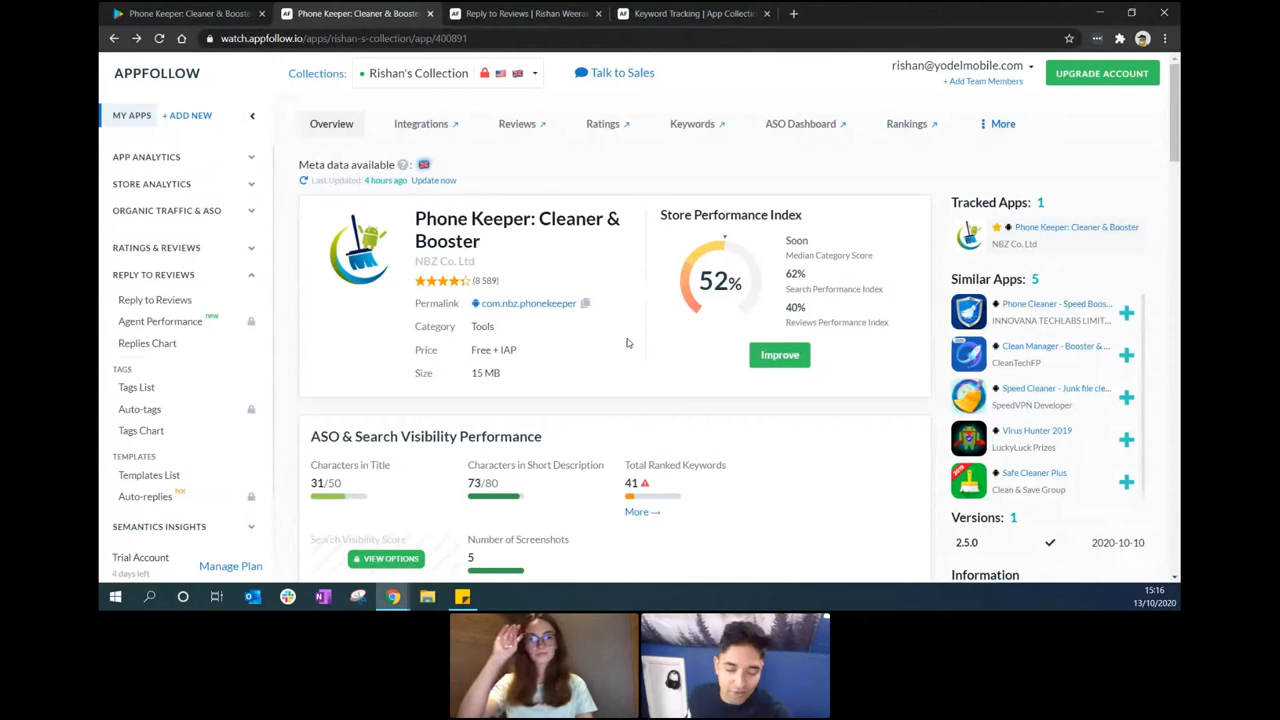 Phone Keeper: Cleaner & Booste
Phone Keeper: Cleaner & Booste
Reply to Reviews | Rishan Weera
Keyword Tracking | App Collecti
watch.appfollow.io/apps/rishan-s-collection/app/400891
APPFOLLOW
Collections:
Rishan's Collection
Talk to Sales
rishan@yodelmobile.com
+ Add Team Members
UPGRADE ACCOUNT
MY APPS
+ ADD NEW
Overview
Integrations
Reviews
Ratings
Keywords
ASO Dashboard
Rankings
More
APP ANALYTICS
STORE ANALYTICS
ORGANIC TRAFFIC & ASO
RATINGS & REVIEWS
REPLY TO REVIEWS
Reply to Reviews
Agent Performance new
Replies Chart
TAGS
Tags List
Auto-tags
Tags Chart
TEMPLATES
Templates List
Auto-replies hot
SEMANTICS INSIGHTS
Trial Account
4 days left
Manage Plan
Meta data available ? :
Last Updated: 4 hours ago Update now
Phone Keeper: Cleaner &
Booster
NBZ Co. Ltd
(8 589)
Permalink com.nbz.phonekeeper
Category Tools
Price Free + IAP
Size 15 MB
Store Performance Index
52%
Soon
Median Category Score
62%
Search Performance Index
40%
Reviews Performance Index
Improve
ASO & Search Visibility Performance
Characters in Title
31/50
Characters in Short Description
73/80
Total Ranked Keywords
41
More →
Search Visibility Score
VIEW OPTIONS
Number of Screenshots
5
Tracked Apps: 1
Phone Keeper: Cleaner & Booster
NBZ Co. Ltd
Similar Apps: 5
Phone Cleaner - Speed Boos...
INNOVANA TECHLABS LIMIT...
Clean Manager - Booster & ...
CleanTechFP
Speed Cleaner - Junk file cle...
SpeedVPN Developer
Virus Hunter 2019
LuckyLuck Prizes
Safe Cleaner Plus
Clean & Save Group
Versions: 1
2.5.0
2020-10-10
Information
15:16
13/10/2020